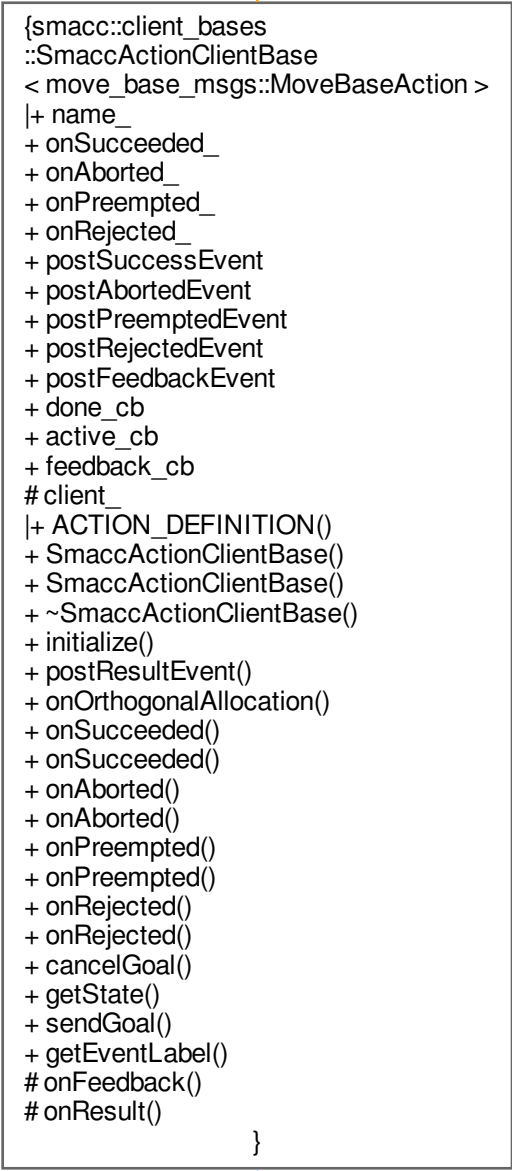 {smacc::client_bases
::SmaccActionClientBase
< move_base_msgs::MoveBaseAction >
|+ name_
+ onSucceeded_
+ onAborted_
+ onPreempted_
+ onRejected_
+ postSuccessEvent
+ postAbortedEvent
+ postPreemptedEvent
+ postRejectedEvent
+ postFeedbackEvent
+ done_cb
+ active_cb
+ feedback_cb
# client_
|+ ACTION_DEFINITION()
+ SmaccActionClientBase()
+ SmaccActionClientBase()
+ ~SmaccActionClientBase()
+ initialize()
+ postResultEvent()
+ onOrthogonalAllocation()
+ onSucceeded()
+ onSucceeded()
+ onAborted()
+ onAborted()
+ onPreempted()
+ onPreempted()
+ onRejected()
+ onRejected()
+ cancelGoal()
+ getState()
+ sendGoal()
+ getEventLabel()
# onFeedback()
# onResult()
}